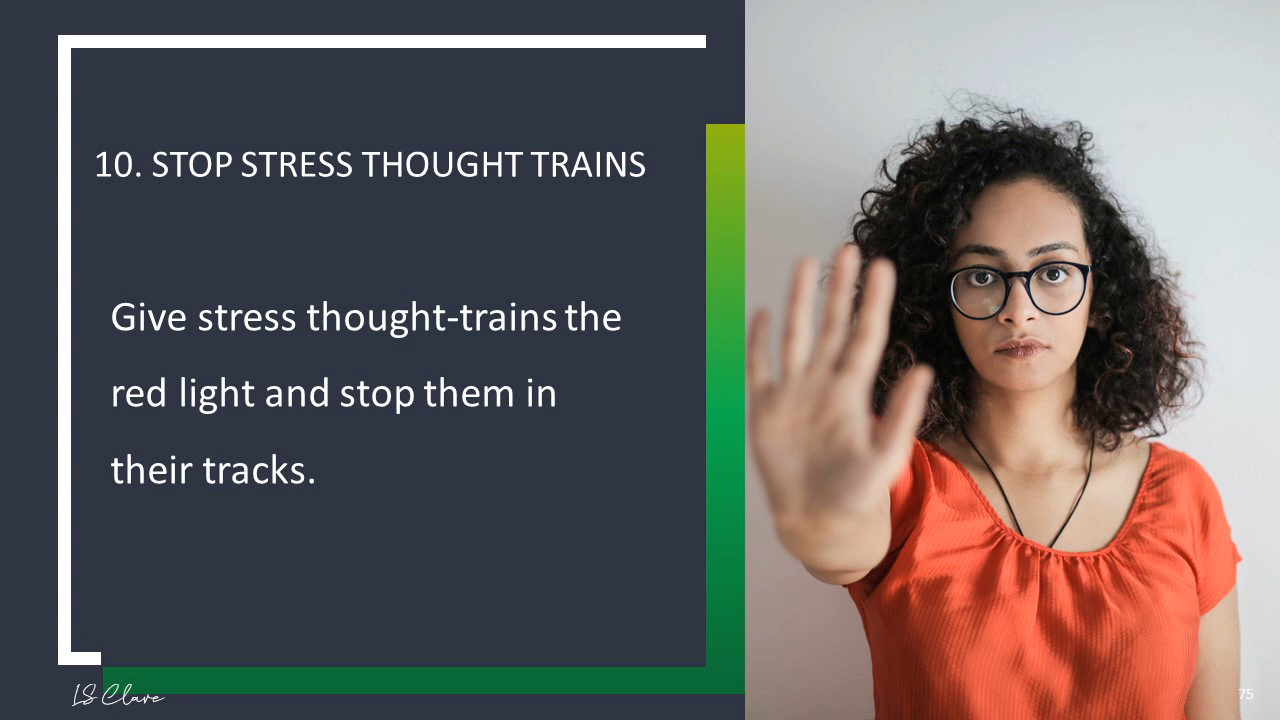 10. STOP STRESS THOUGHT TRAINS
Give stress thought-trains the
red light and stop them in
their tracks.
LS Clave
75